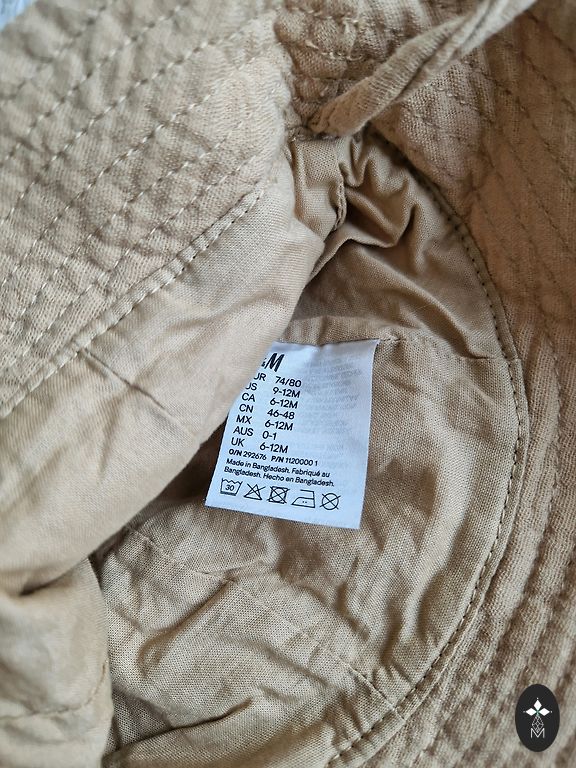 &M
UR 74/80
US 9-12M
CA 6-12M
CN 46-48
MX 6-12M
AUS 0-1
UK 6-12M
O/N 292676 P/N 1120000 1
Made in Bangladesh. Fabriqué au
Bangladesh. Hecho en Bangladesh.
30
M